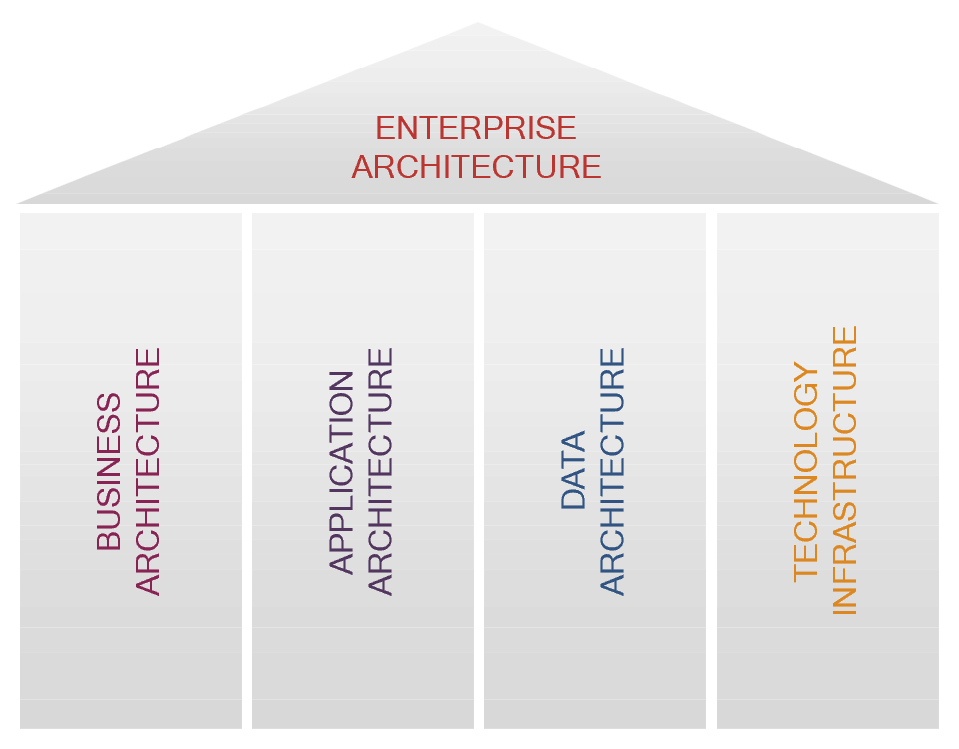 ENTERPRISE
ARCHITECTURE
BUSINESS
ARCHITECTURE
APPLICATION
ARCHITECTURE
DATA
ARCHITECTURE
TECHNOLOGY
INFRASTRUCTURE